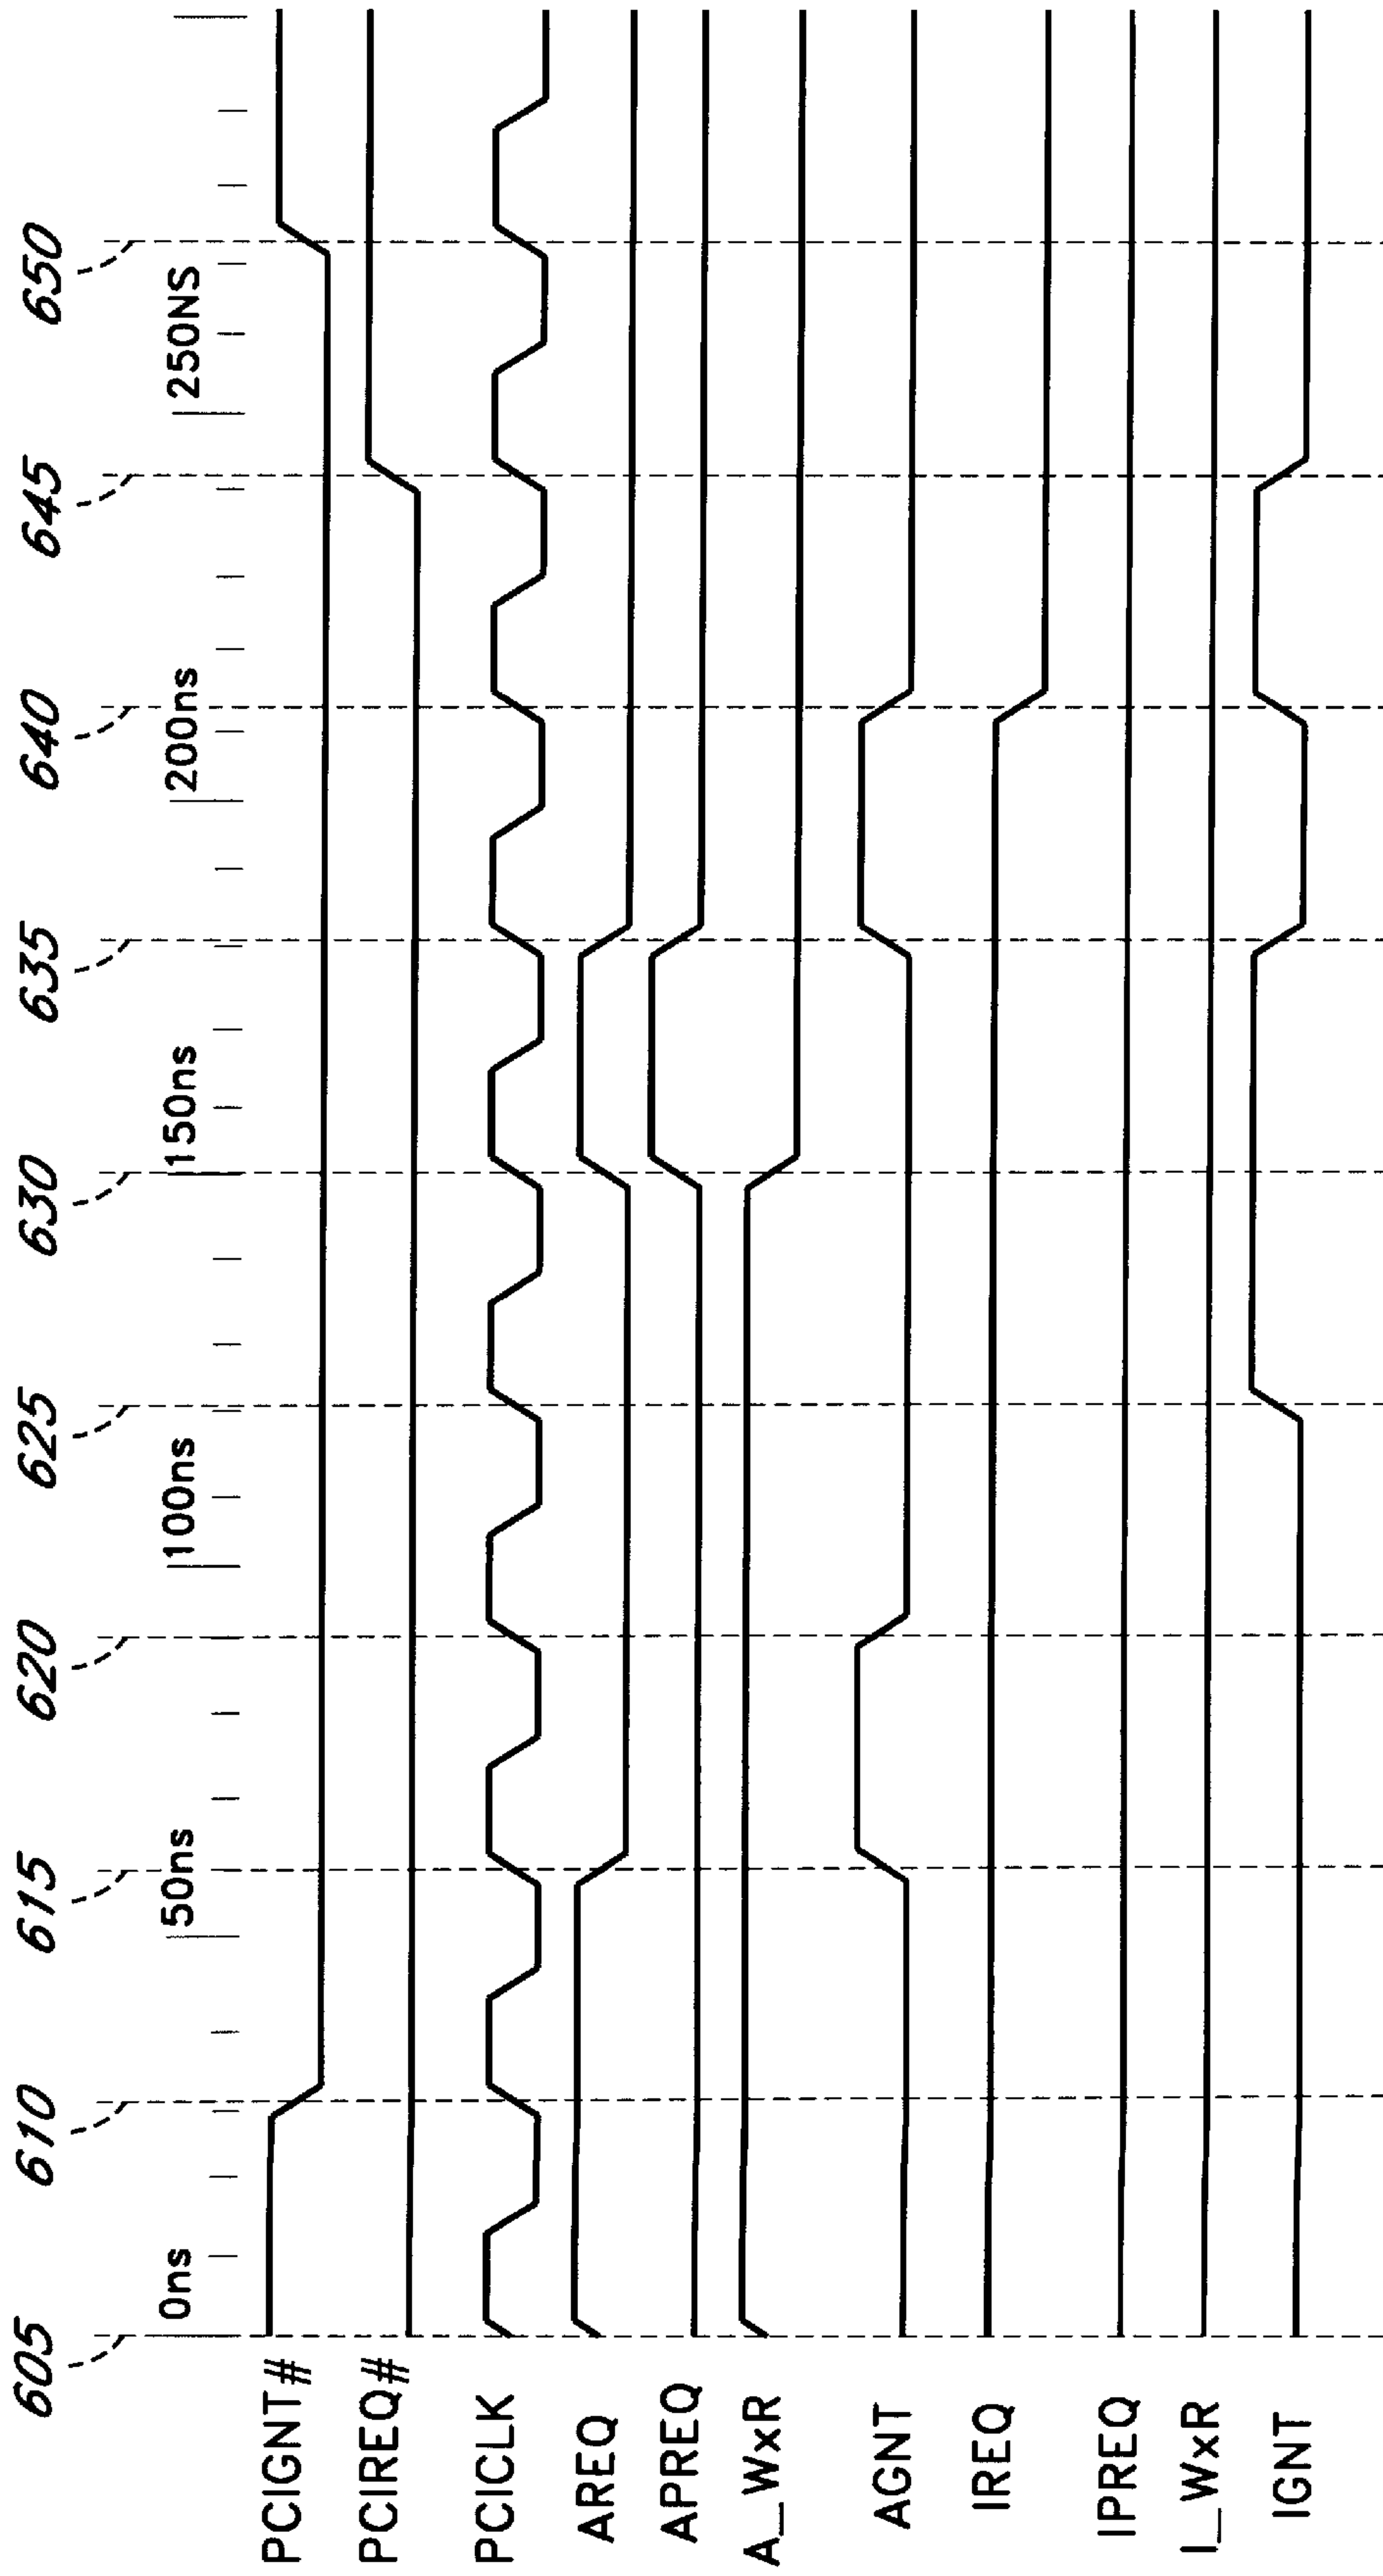 605 610 615 620 625 630 635 640 645 650
0ns 50ns 100ns 150ns 200ns 250NS
PCIGNT#
PCIREQ#
PCICLK
AREQ
APREQ
A_WxR
AGNT
IREQ
IPREQ
I_WxR
IGNT